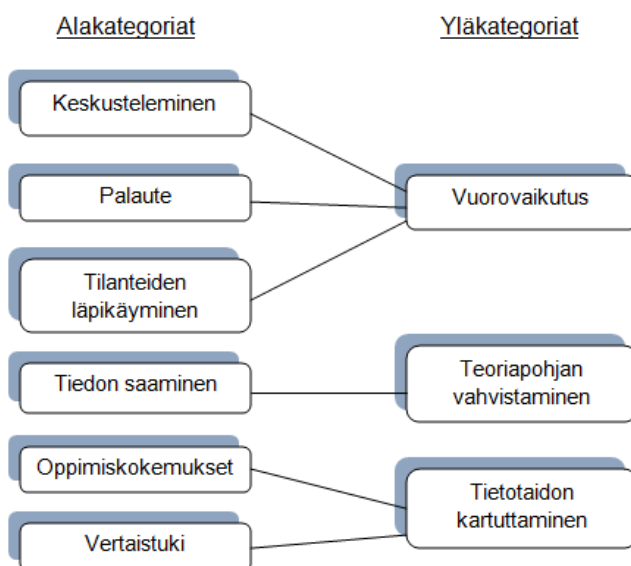 Alakategoriat
Yläkategoriat
Keskusteleminen
Palaute
Vuorovaikutus
Tilanteiden
läpikäyminen
Tiedon saaminen
Teoriapohjan
vahvistaminen
Oppimiskokemukset
Tietotaidon
kartuttaminen
Vertaistuki